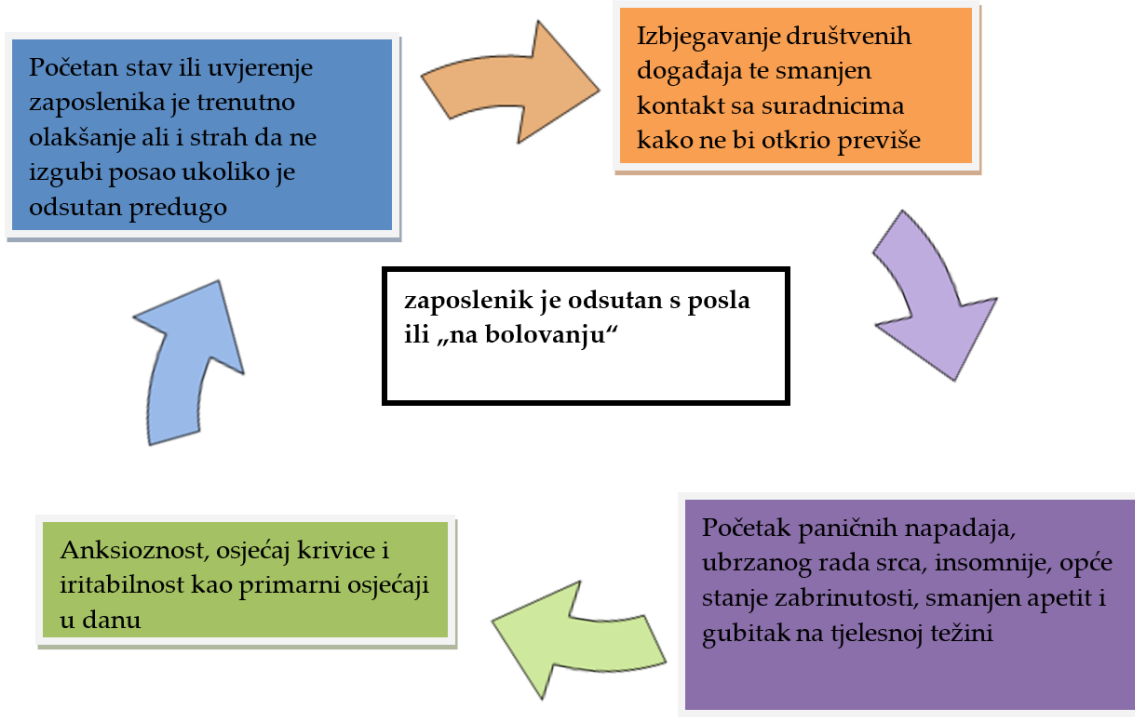 Početan stav ili uvjerenje
zaposlenika je trenutno
olakšanje ali i strah da ne
izgubi posao ukoliko je
odsutan predugo
Izbjegavanje društvenih
događaja te smanjen
kontakt sa suradnicima
kako ne bi otkrio previše
zaposlenik je odsutan s posla
ili „na bolovanju“
Početak paničnih napadaja,
ubrzanog rada srca, insomnije, opće
stanje zabrinutosti, smanjen apetit i
gubitak na tjelesnoj težini
Anksioznost, osjećaj krivice i
iritabilnost kao primarni osjećaji
u danu